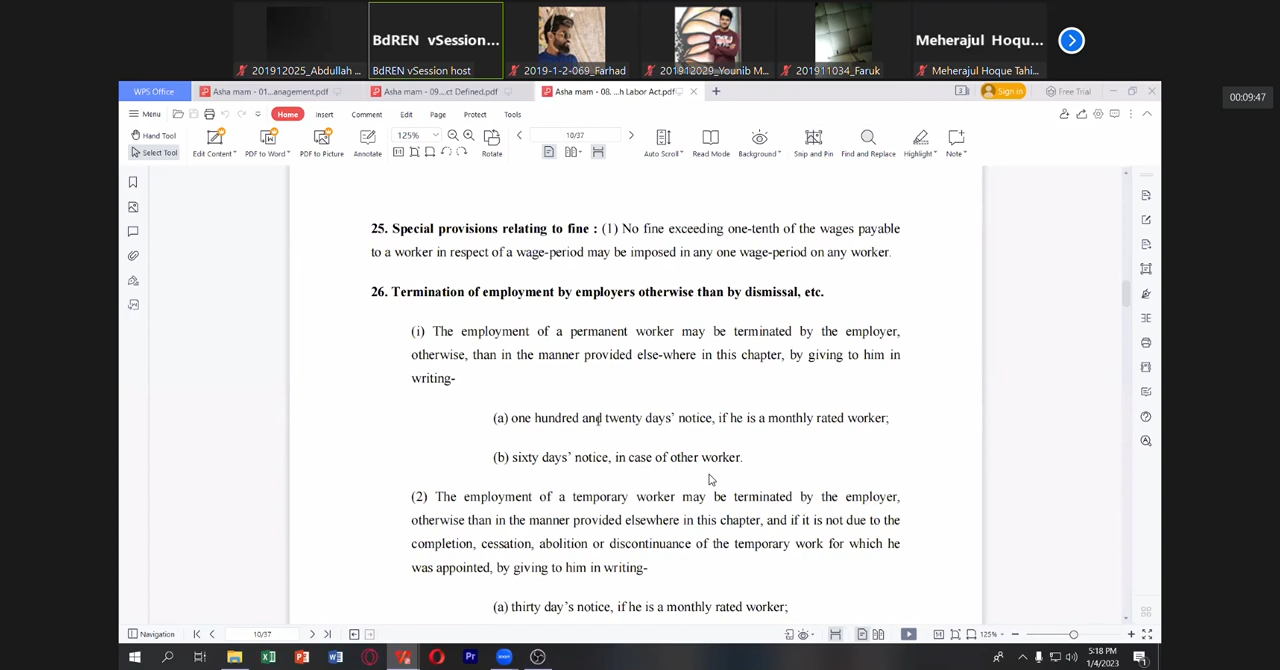 BdREN vSession...
Meherajul Hoque...
201912025_Abdullah ...
BdREN vSession host
2019-1-2-069_Farhad
201912029_Younib M...
201911034_Faruk
Meherajul Hoque Tahi...
00:09:47
WPS Office
Asha mam - 01...anagement.pdf
Asha mam - 09....ct Defined.pdf
Asha mam - 08. ...h Labor Act.pdf
Sign in
Free Trial
Menu
Home
Insert
Comment
Edit
Page
Protect
Tools
Hand Tool
Select Tool
Edit Content
PDF to Word
PDF to Picture
Annotate
125%
Rotate
10/37
Auto Scroll
Read Mode
Background
Snip and Pin
Find and Replace
Highlight
Note
25. Special provisions relating to fine : (1) No fine exceeding one-tenth of the wages payable
to a worker in respect of a wage-period may be imposed in any one wage-period on any worker.
26. Termination of employment by employers otherwise than by dismissal, etc.
(i) The employment of a permanent worker may be terminated by the employer,
otherwise, than in the manner provided else-where in this chapter, by giving to him in
writing-
(a) one hundred and twenty days' notice, if he is a monthly rated worker;
(b) sixty days' notice, in case of other worker.
(2) The employment of a temporary worker may be terminated by the employer,
otherwise than in the manner provided elsewhere in this chapter, and if it is not due to the
completion, cessation, abolition or discontinuance of the temporary work for which he
was appointed, by giving to him in writing-
(a) thirty day's notice, if he is a monthly rated worker;
Navigation
10/37
125%
5:18 PM
1/4/2023